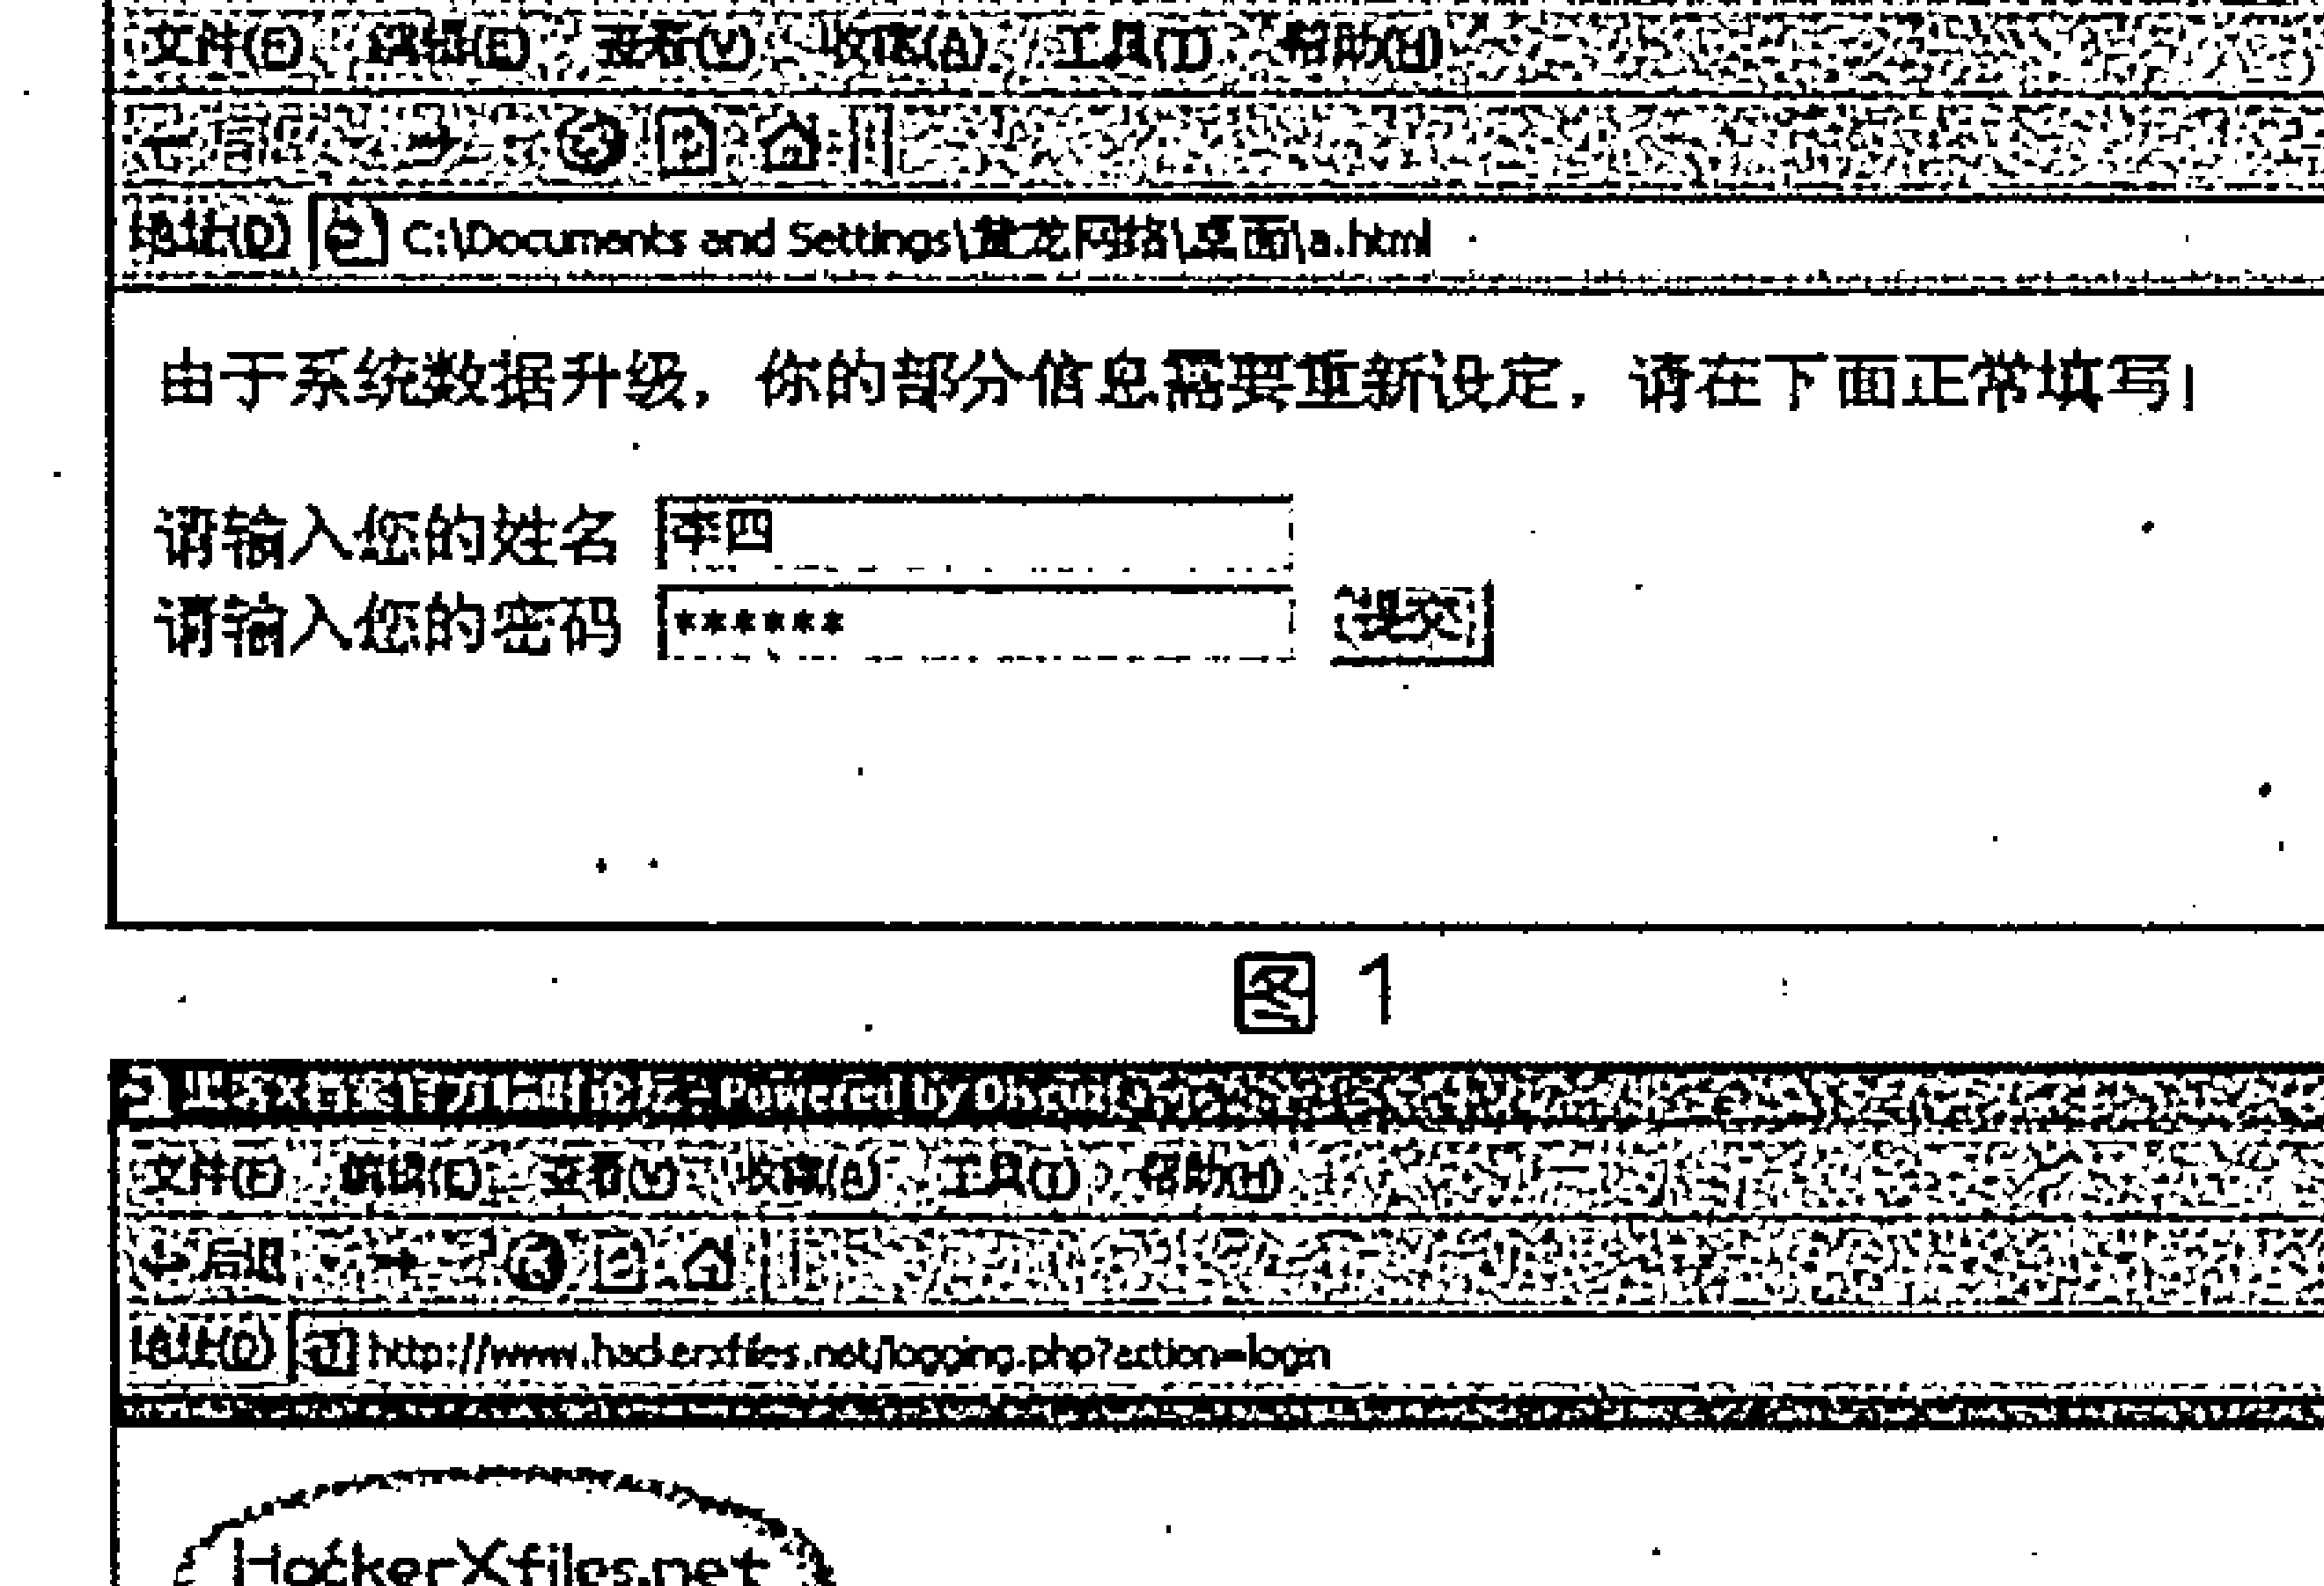 文件(F) 编辑(E) 查看(V) 收藏(A) 工具(T) 帮助(H)
地址(D) C:\Documents and Settings\黄龙网络\桌面\a.html
由于系统数据升级，你的部分信息需要重新设定，请在下面正常填写！
请输入您的姓名 李四
请输入您的密码 ****** 提交
图 1
Powered by Discuz!
文件(F) 编辑(E) 查看(V) 收藏(A) 工具(T) 帮助(H)
后退
地址(D) http://www.hackerxfiles.net/logging.php?action=login
HackerXfiles.net